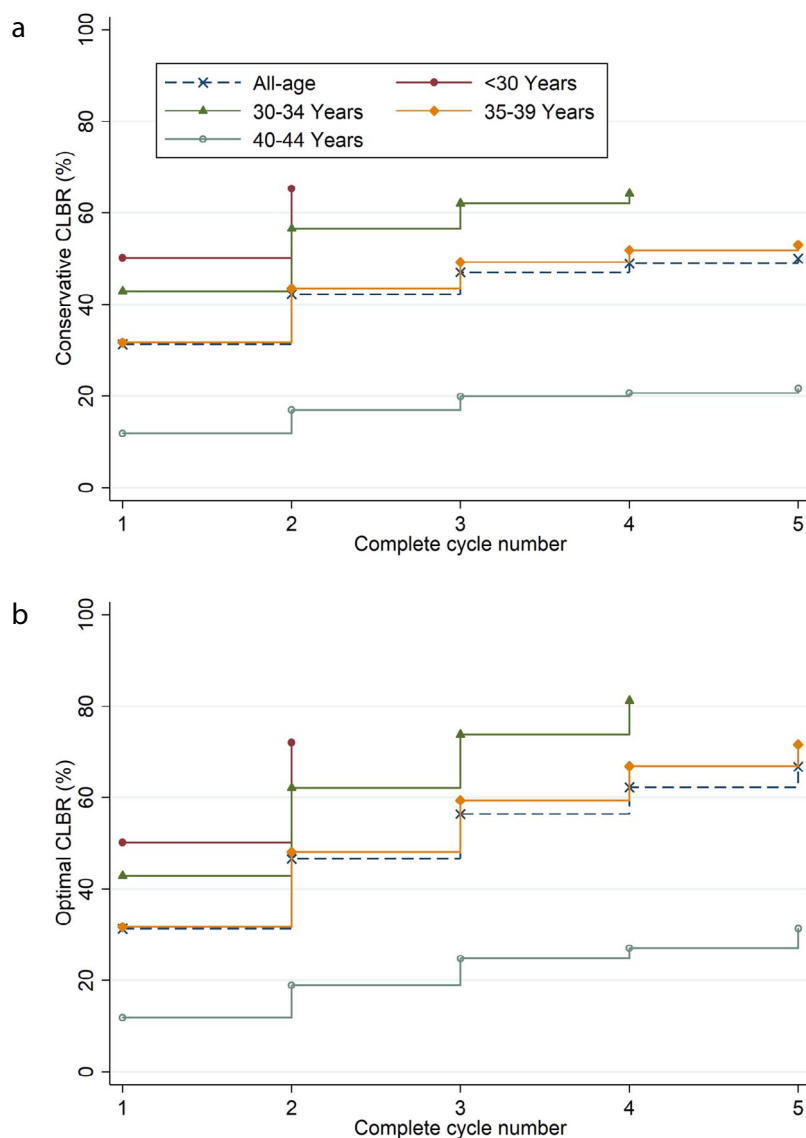 a
Conservative CLBR (%)
100
80
60
40
20
0
All-age
<30 Years
30-34 Years
35-39 Years
40-44 Years
1 2 3 4 5
Complete cycle number
b
Optimal CLBR (%)
100
80
60
40
20
0
1 2 3 4 5
Complete cycle number